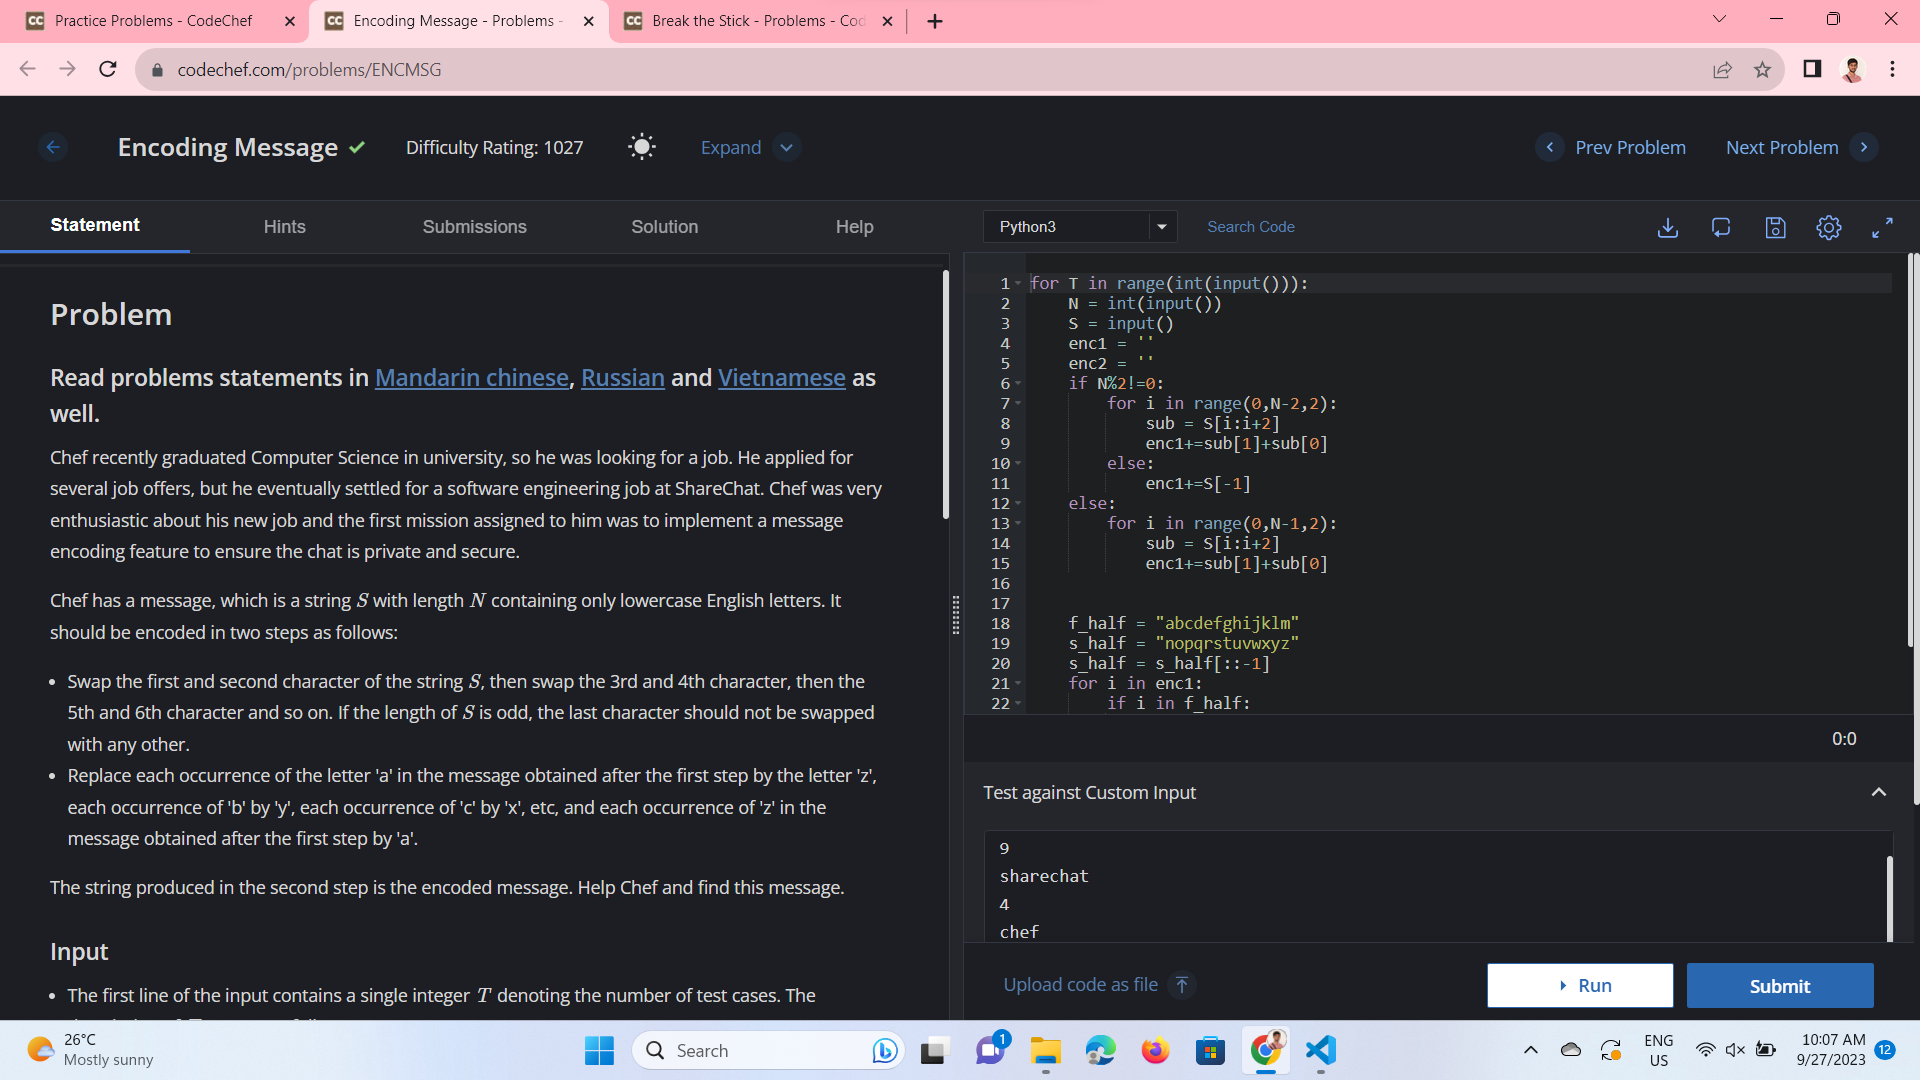 Practice Problems - CodeChef
Encoding Message - Problems -
Break the Stick - Problems - Cod
codechef.com/problems/ENCMSG
Encoding Message
Difficulty Rating: 1027
Expand
Prev Problem
Next Problem
Statement
Hints
Submissions
Solution
Help
Problem
Read problems statements in Mandarin chinese, Russian and Vietnamese as
well.
Chef recently graduated Computer Science in university, so he was looking for a job. He applied for
several job offers, but he eventually settled for a software engineering job at ShareChat. Chef was very
enthusiastic about his new job and the first mission assigned to him was to implement a message
encoding feature to ensure the chat is private and secure.
Chef has a message, which is a string S with length N containing only lowercase English letters. It
should be encoded in two steps as follows:
• Swap the first and second character of the string S, then swap the 3rd and 4th character, then the
5th and 6th character and so on. If the length of S is odd, the last character should not be swapped
with any other.
• Replace each occurrence of the letter 'a' in the message obtained after the first step by the letter 'z',
each occurrence of 'b' by 'y', each occurrence of 'c' by 'x', etc, and each occurrence of 'z' in the
message obtained after the first step by 'a'.
The string produced in the second step is the encoded message. Help Chef and find this message.
Input
• The first line of the input contains a single integer T denoting the number of test cases. The
Python3
Search Code
1 for T in range(int(input())):
2     N = int(input())
3     S = input()
4     enc1 = ''
5     enc2 = ''
6     if N%2!=0:
7         for i in range(0,N-2,2):
8             sub = S[i:i+2]
9             enc1+=sub[1]+sub[0]
10         else:
11             enc1+=S[-1]
12     else:
13         for i in range(0,N-1,2):
14             sub = S[i:i+2]
15             enc1+=sub[1]+sub[0]
16
17
18     f_half = "abcdefghijklm"
19     s_half = "nopqrstuvwxyz"
20     s_half = s_half[::-1]
21     for i in enc1:
22         if i in f_half:
0:0
Test against Custom Input
9
sharechat
4
chef
Upload code as file
Run
Submit
26°C
Mostly sunny
Search
1
ENG
US
10:07 AM
9/27/2023
12